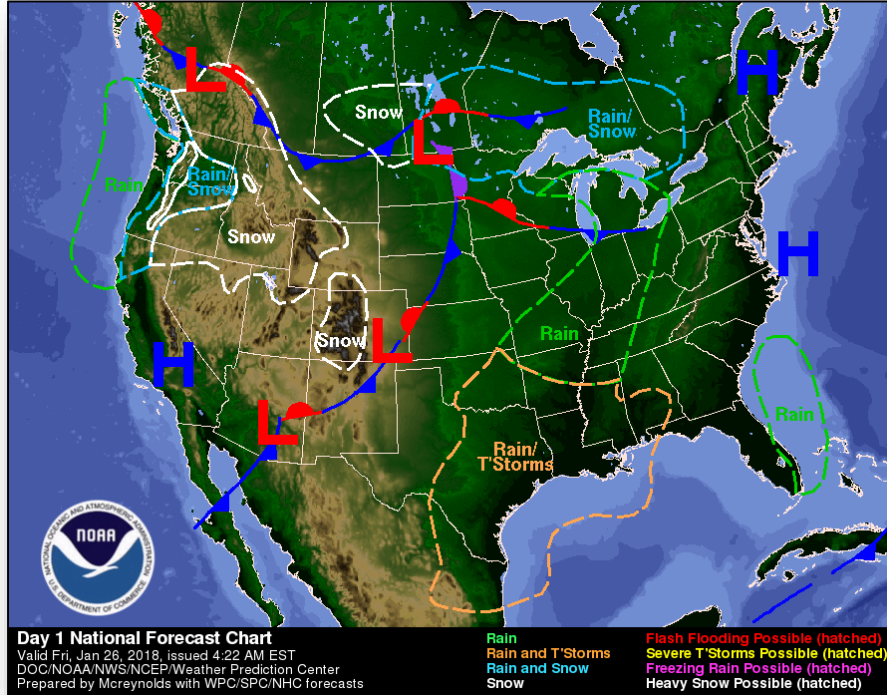 L
H
Snow
Rain/
Snow
L
Rain
Rain/
Snow
Snow
H
Snow
L
Rain
H
L
Rain
Rain/
T'Storms
NATIONAL OCEANIC AND ATMOSPHERIC ADMINISTRATION
NOAA
U.S. DEPARTMENT OF COMMERCE
Day 1 National Forecast Chart
Valid Fri, Jan 26, 2018, issued 4:22 AM EST
DOC/NOAA/NWS/NCEP/Weather Prediction Center
Prepared by Mcreynolds with WPC/SPC/NHC forecasts
Rain
Rain and T'Storms
Rain and Snow
Snow
Flash Flooding Possible (hatched)
Severe T'Storms Possible (hatched)
Freezing Rain Possible (hatched)
Heavy Snow Possible (hatched)